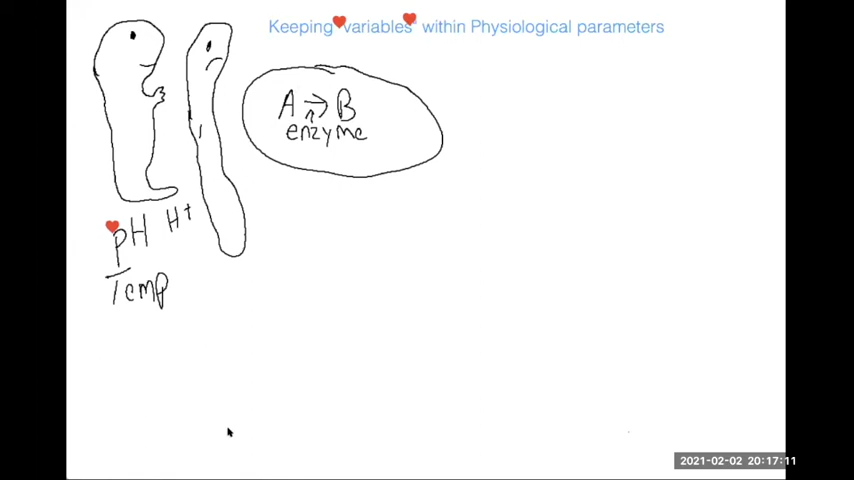 Keeping variables within Physiological parameters
A → B
enzyme
pH H+
Temp
2021-02-02 20:17:11